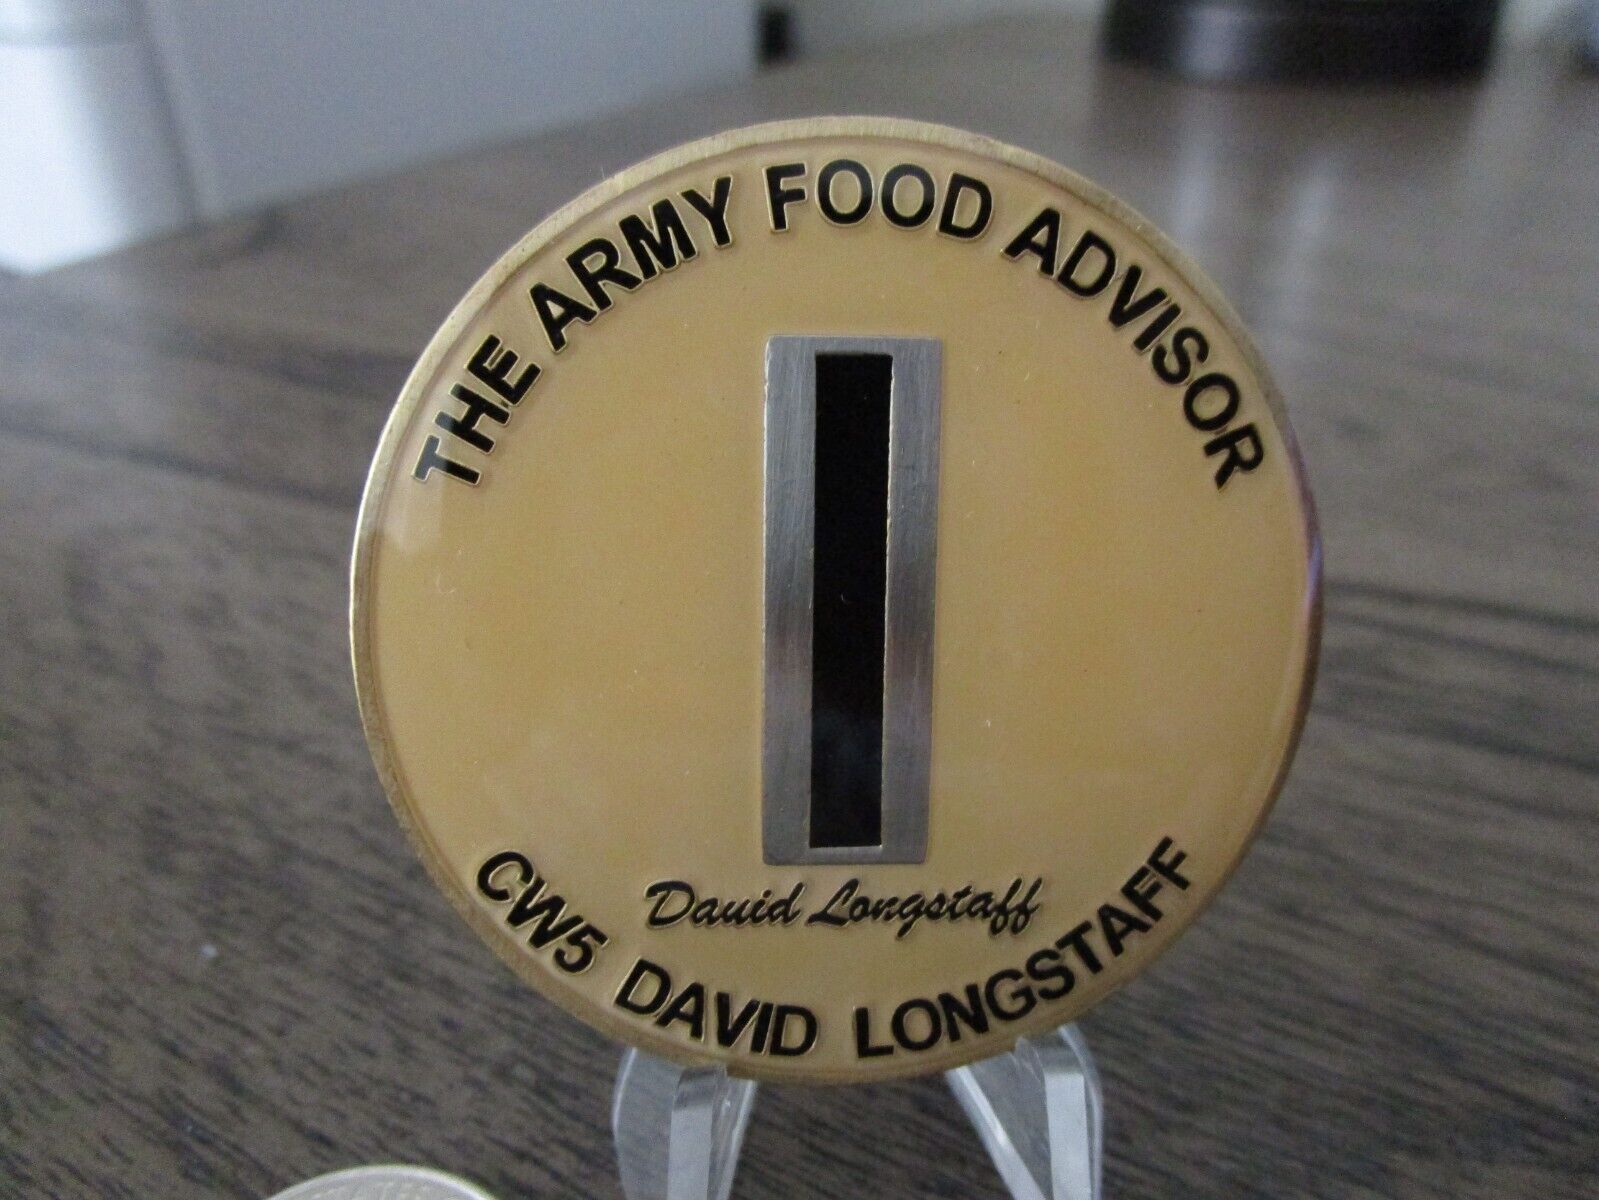 THE ARMY FOOD ADVISOR
David Longstaff
CW5 DAVID LONGSTAFF